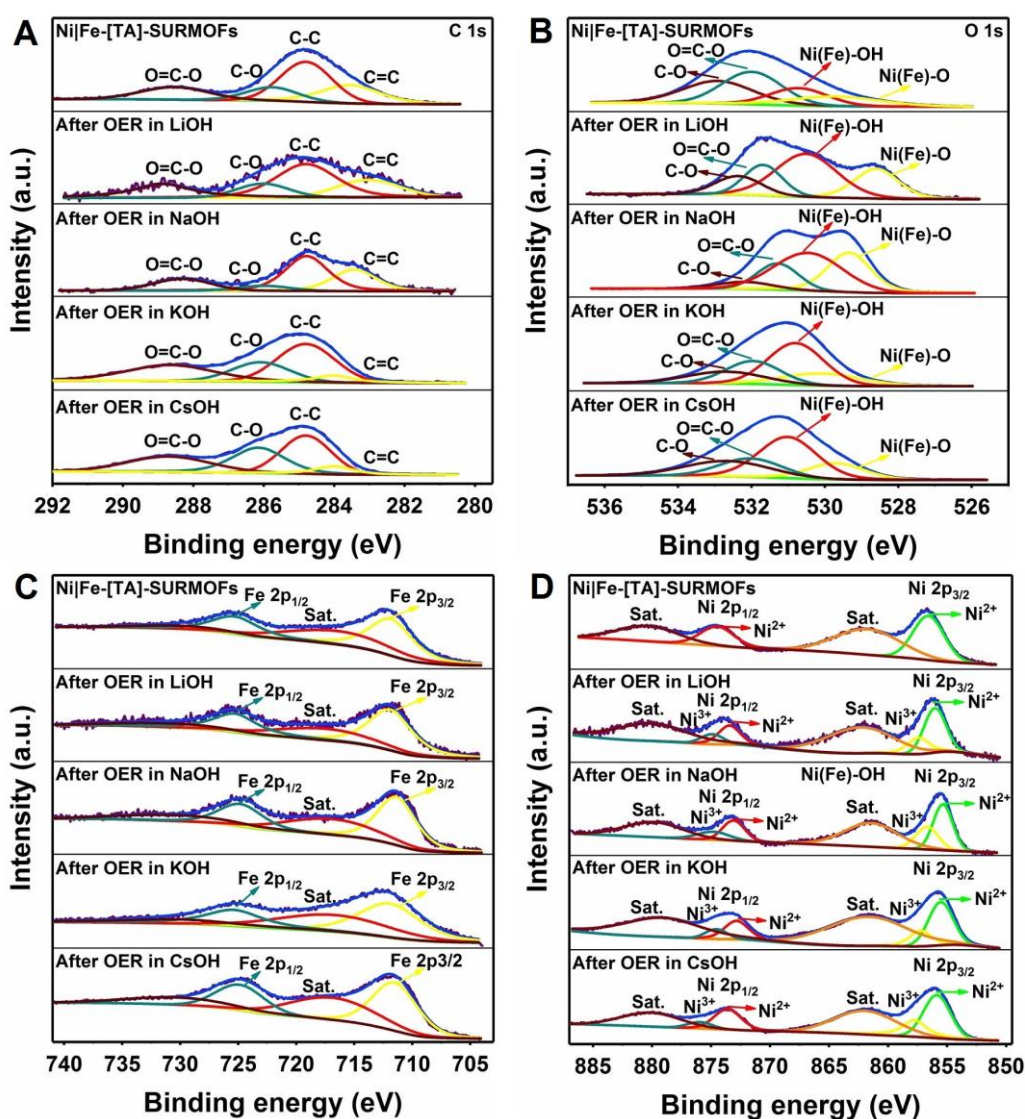 A
Ni|Fe-[TA]-SURMOFs
C 1s
O=C-O
C-O
C-C
C=C
After OER in LiOH
O=C-O
C-O
C-C
C=C
After OER in NaOH
O=C-O
C-O
C-C
C=C
After OER in KOH
O=C-O
C-O
C-C
C=C
After OER in CsOH
O=C-O
C-O
C-C
C=C
292 290 288 286 284 282 280
Binding energy (eV)
Intensity (a.u.)
B
Ni|Fe-[TA]-SURMOFs
O 1s
O=C-O
C-O
Ni(Fe)-OH
Ni(Fe)-O
After OER in LiOH
O=C-O
C-O
Ni(Fe)-OH
Ni(Fe)-O
After OER in NaOH
O=C-O
C-O
Ni(Fe)-OH
Ni(Fe)-O
After OER in KOH
O=C-O
C-O
Ni(Fe)-OH
Ni(Fe)-O
After OER in CsOH
O=C-O
C-O
Ni(Fe)-OH
Ni(Fe)-O
536 534 532 530 528 526
Binding energy (eV)
Intensity (a.u.)
C
Ni|Fe-[TA]-SURMOFs
Fe 2p1/2
Sat.
Fe 2p3/2
After OER in LiOH
Fe 2p1/2
Sat.
Fe 2p3/2
After OER in NaOH
Fe 2p1/2
Sat.
Fe 2p3/2
After OER in KOH
Fe 2p1/2
Sat.
Fe 2p3/2
After OER in CsOH
Fe 2p1/2
Sat.
Fe 2p3/2
740 735 730 725 720 715 710 705
Binding energy (eV)
Intensity (a.u.)
D
Ni|Fe-[TA]-SURMOFs
Sat.
Ni 2p1/2
Ni2+
Sat.
Ni 2p3/2
Ni2+
After OER in LiOH
Sat.
Ni3+
Ni 2p1/2
Ni2+
Sat.
Ni3+
Ni 2p3/2
Ni2+
After OER in NaOH
Ni(Fe)-OH
Sat.
Ni3+
Ni 2p1/2
Ni2+
Sat.
Ni3+
Ni 2p3/2
Ni2+
After OER in KOH
Sat.
Ni3+
Ni 2p1/2
Ni2+
Sat.
Ni3+
Ni 2p3/2
Ni2+
After OER in CsOH
Sat.
Ni3+
Ni 2p1/2
Ni2+
Sat.
Ni3+
Ni 2p3/2
Ni2+
885 880 875 870 865 860 855 850
Binding energy (eV)
Intensity (a.u.)